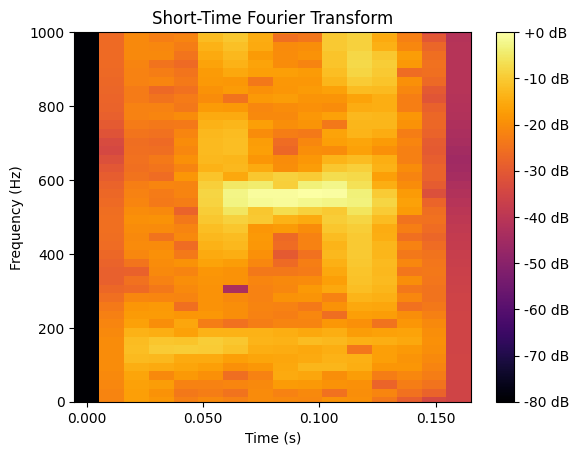 Short-Time Fourier Transform
1000
800
600
400
200
0
Frequency (Hz)
0.000
0.050
0.100
0.150
Time (s)
+0 dB
-10 dB
-20 dB
-30 dB
-40 dB
-50 dB
-60 dB
-70 dB
-80 dB